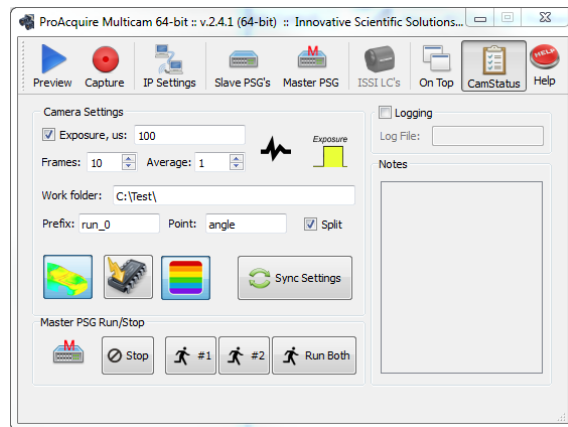 ProAcquire Multicam 64-bit :: v.2.4.1 (64-bit) :: Innovative Scientific Solutions...
Preview Capture IP Settings Slave PSG's M Master PSG ISSI LC's On Top CamStatus HELP Help
Camera Settings
Exposure, us: 100
Exposure
Frames: 10 Average: 1
Work folder: C:\Test\
Prefix: run_0 Point: angle Split
Sync Settings
Master PSG Run/Stop
M Stop #1 #2 Run Both
Logging
Log File:
Notes